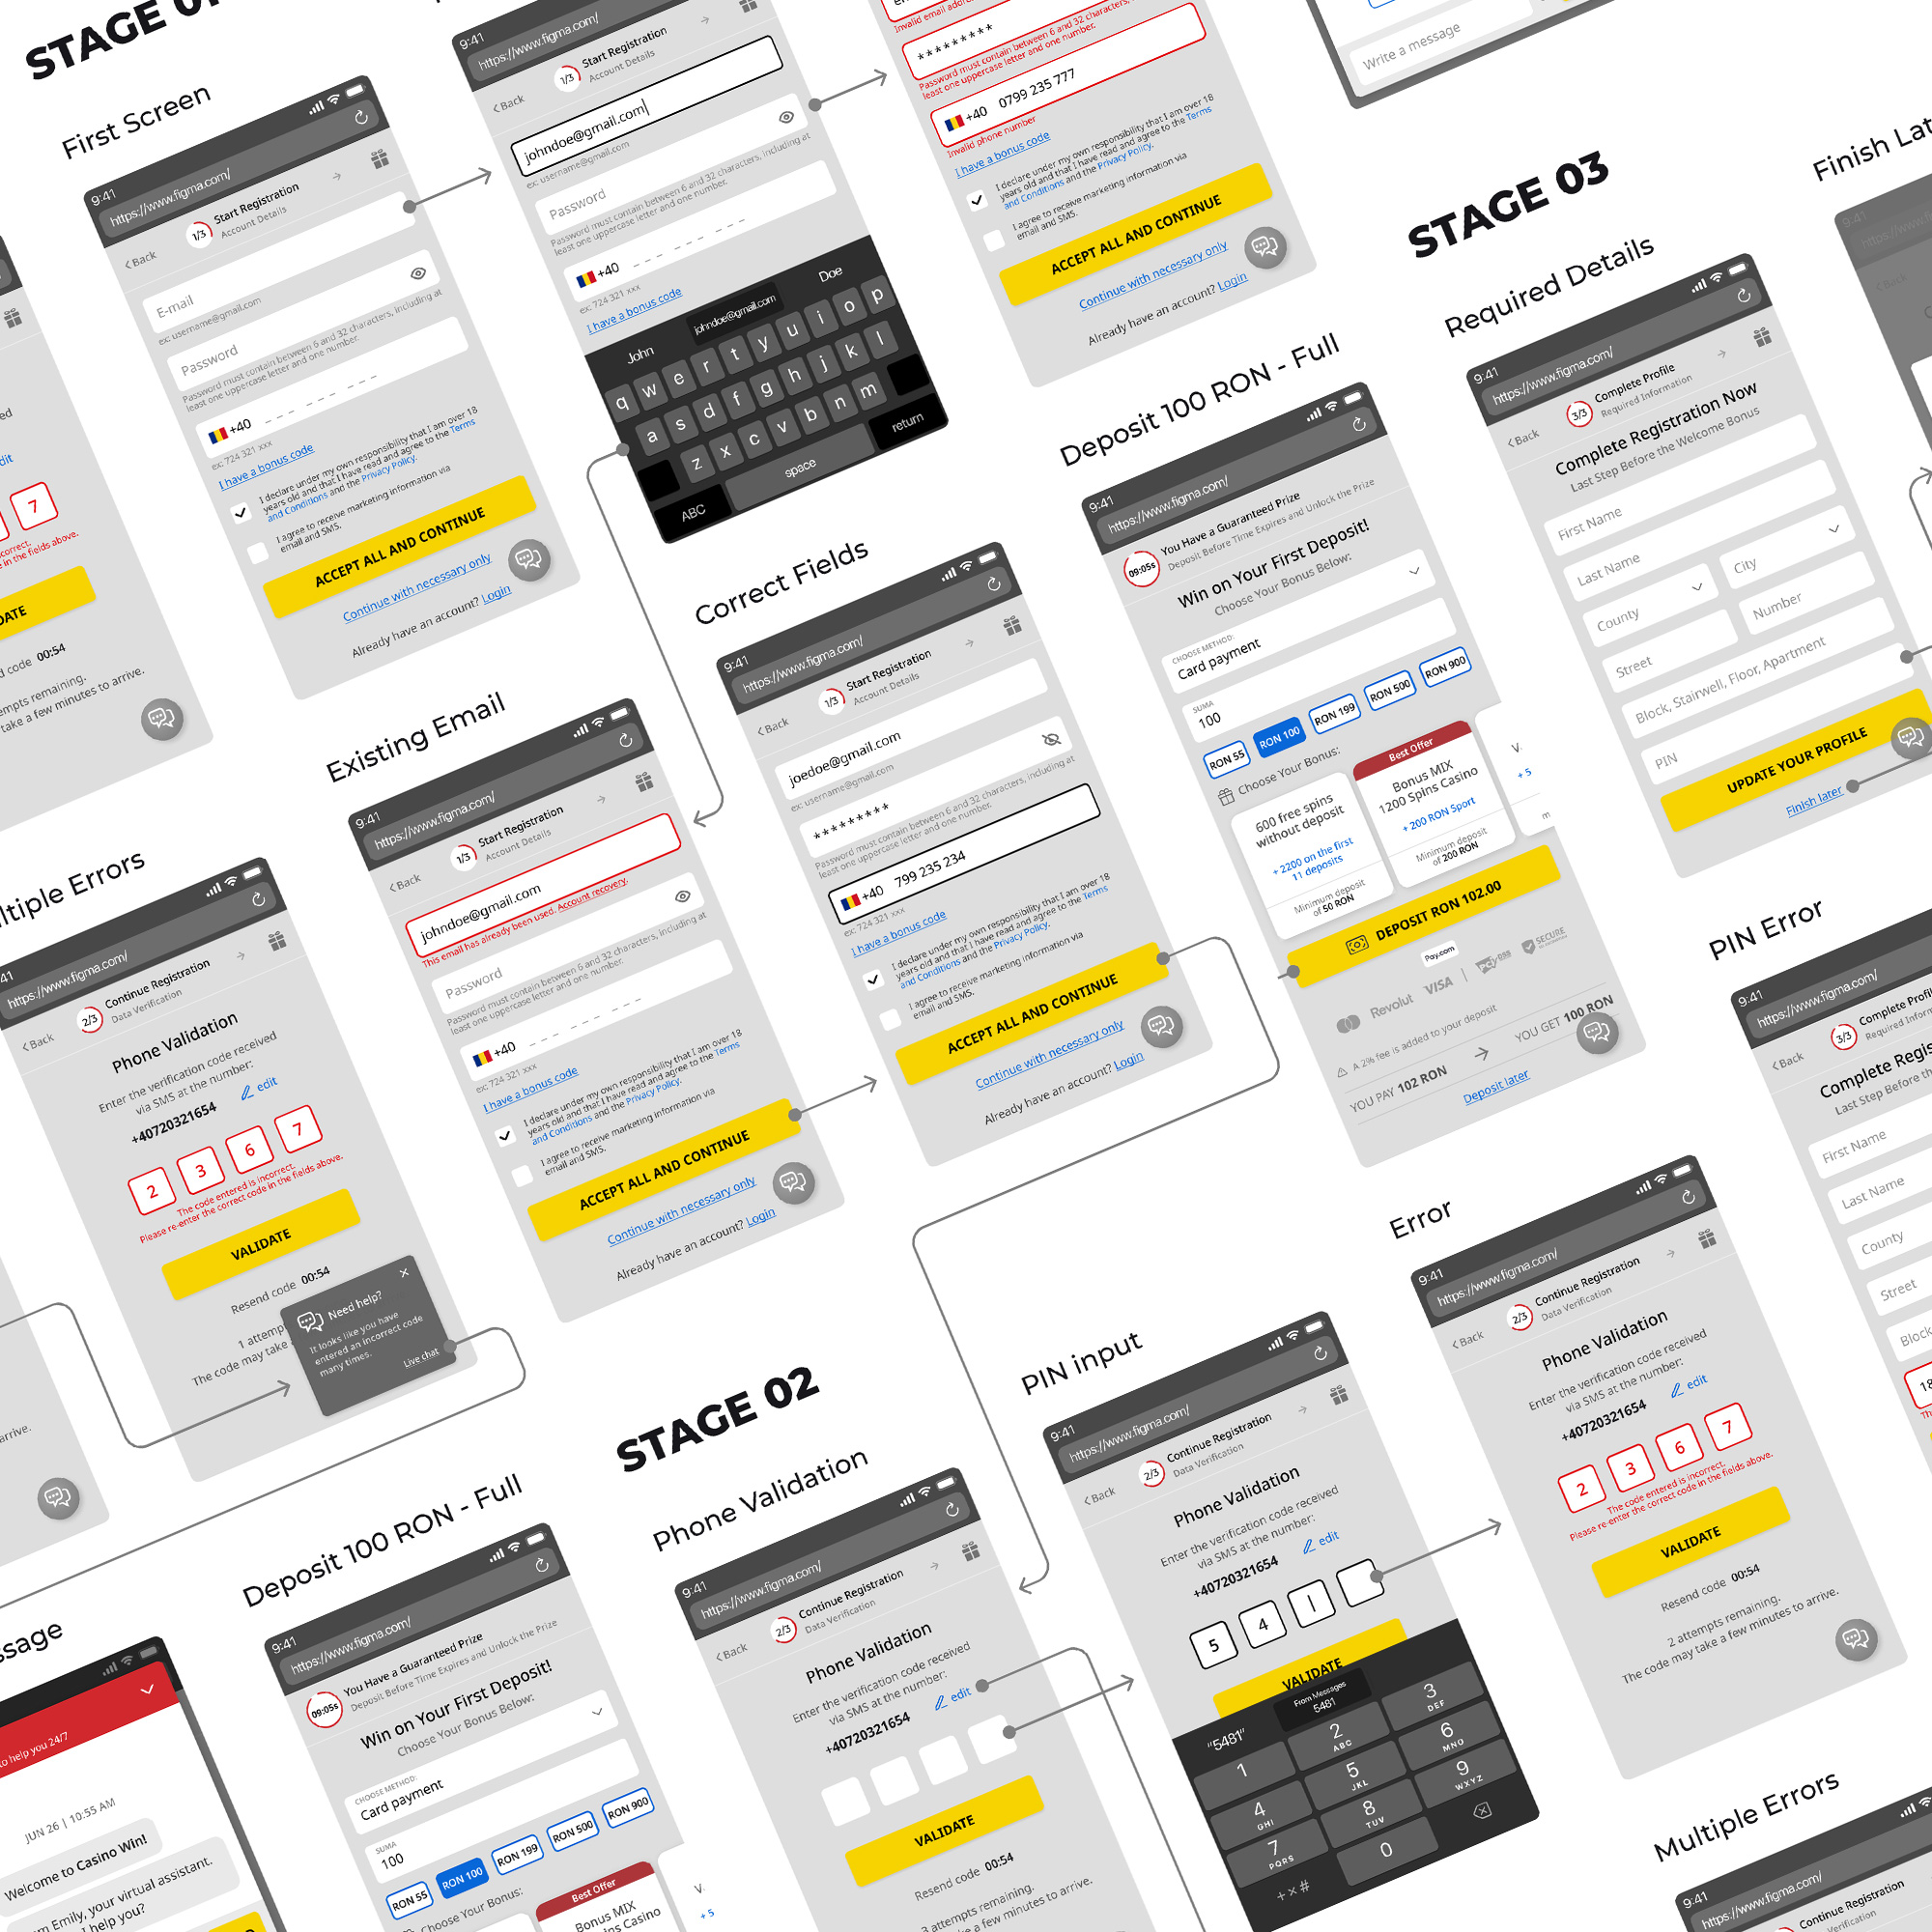 STAGE 01
First Screen
9:41
https://www.figma.com/
Back
1/3
Start Registration
Account Details
E-mail
ex: username@gmail.com
Password
Password must contain between 6 and 32 characters, including at
least one uppercase letter and one number.
+40
ex: 724 321 xxx
I have a bonus code
I declare under my own responsibility that I am over 18
years old and that I have read and agree to the Terms
and Conditions and the Privacy Policy.
I agree to receive marketing information via
email and SMS.
ACCEPT ALL AND CONTINUE
Continue with necessary only
Already have an account? Login
9:41
https://www.figma.com/
Back
1/3
Start Registration
Account Details
johndoe@gmail.com
ex: username@gmail.com
Password
Password must contain between 6 and 32 characters, including at
least one uppercase letter and one number.
+40
ex: 724 321 xxx
I have a bonus code
John
johndoe@gmail.com
Doe
q w e r t y u i o p
a s d f g h j k l
z x c v b n m
ABC
space
return
*********
Password must contain between 6 and 32 characters,
least one uppercase letter and one number.
+40 0799 235 777
Invalid phone number
I have a bonus code
I declare under my own responsibility that I am over 18
years old and that I have read and agree to the Terms
and Conditions and the Privacy Policy.
I agree to receive marketing information via
email and SMS.
ACCEPT ALL AND CONTINUE
Continue with necessary only
Already have an account? Login
Write a message
7
code 00:54
take a few minutes to arrive.
Existing Email
9:41
https://www.figma.com/
Back
1/3
Start Registration
Account Details
johndoe@gmail.com
This email has already been used. Account recovery.
Password
Password must contain between 6 and 32 characters, including at
least one uppercase letter and one number.
+40
ex: 724 321 xxx
I have a bonus code
I declare under my own responsibility that I am over 18
years old and that I have read and agree to the Terms
and Conditions and the Privacy Policy.
I agree to receive marketing information via
email and SMS.
ACCEPT ALL AND CONTINUE
Continue with necessary only
Already have an account? Login
Correct Fields
9:41
https://www.figma.com/
Back
1/3
Start Registration
Account Details
joedoe@gmail.com
ex: username@gmail.com
*********
Password must contain between 6 and 32 characters, including at
least one uppercase letter and one number.
+40 799 235 234
ex: 724 321 xxx
I have a bonus code
I declare under my own responsibility that I am over 18
years old and that I have read and agree to the Terms
and Conditions and the Privacy Policy.
I agree to receive marketing information via
email and SMS.
ACCEPT ALL AND CONTINUE
Continue with necessary only
Already have an account? Login
Deposit 100 RON - Full
9:41
https://www.figma.com/
09:05s
You Have a Guaranteed Prize
Deposit Before Time Expires and Unlock the Prize
Win on Your First Deposit!
Choose Your Bonus Below:
CHOOSE METHOD:
Card payment
SUMA
100
RON 55
RON 100
RON 199
RON 500
RON 900
Choose Your Bonus:
600 free spins
without deposit
+ 2200 on the first
11 deposits
Minimum deposit
of 50 RON
Best Offer
Bonus MIX
1200 Spins Casino
+ 200 RON Sport
Minimum deposit
of 200 RON
V.
+ 5
m
DEPOSIT RON 102.00
Pay.com
Revolut
VISA
SECURE
A 2% fee is added to your deposit
YOU PAY 102 RON
YOU GET 100 RON
Deposit later
STAGE 03
Required Details
9:41
https://www.figma.com/
Back
3/3
Complete Profile
Required Information
Complete Registration Now
Last Step Before the Welcome Bonus
First Name
Last Name
County
City
Street
Number
Block, Stairwell, Floor, Apartment
PIN
UPDATE YOUR PROFILE
Finish later
9:41
Multiple Errors
https://www.figma.com/
Back
2/3
Continue Registration
Data Verification
Phone Validation
Enter the verification code received
via SMS at the number:
+40720321654
edit
2 3 6 7
The code entered is incorrect.
Please re-enter the correct code in the fields above.
VALIDATE
Resend code 00:54
1
The code may take
Need help?
It looks like you have
entered an incorrect code
many times.
Live chat
PIN Error
9:41
https://www.figma.com/
Back
3/3
Complete
Last Step Before
First Name
Last Name
County
Street
STAGE 02
Phone Validation
9:41
https://www.figma.com/
Back
2/3
Continue Registration
Data Verification
Phone Validation
Enter the verification code received
via SMS at the number:
+40720321654
edit
VALIDATE
Resend code 00:54
3 attempts remaining.
PIN input
9:41
https://www.figma.com/
Back
2/3
Continue Registration
Data Verification
Phone Validation
Enter the verification code received
via SMS at the number:
+40720321654
edit
5 4
VALIDATE
"5481"
From Messages
5481
1
2 ABC
3 DEF
4 GHI
5 JKL
6 MNO
7 PQRS
8 TUV
9 WXYZ
+ × #
0
Error
9:41
https://www.figma.com/
Back
2/3
Continue Registration
Data Verification
Phone Validation
Enter the verification code received
via SMS at the number:
+40720321654
edit
2 3 6 7
The code entered is incorrect.
Please re-enter the correct code in the fields above.
VALIDATE
Resend code 00:54
2 attempts remaining.
The code may take a few minutes to arrive.
to help you 24/7
JUN 26 | 10:55 AM
Welcome to Casino Win!
Emily, your virtual assistant.
help you?
Deposit 100 RON - Full
9:41
https://www.figma.com/
09:05s
You Have a Guaranteed Prize
Deposit Before Time Expires and Unlock the Prize
Win on Your First Deposit!
Choose Your Bonus Below:
CHOOSE METHOD:
Card payment
SUMA
100
RON 55
RON 100
RON 199
RON 500
RON 900
Choose Your Bonus:
Best Offer
Bonus MIX
Casino
V.
+ 5
Multiple Errors
9:41
https://www.figma.com/
Continue Registration